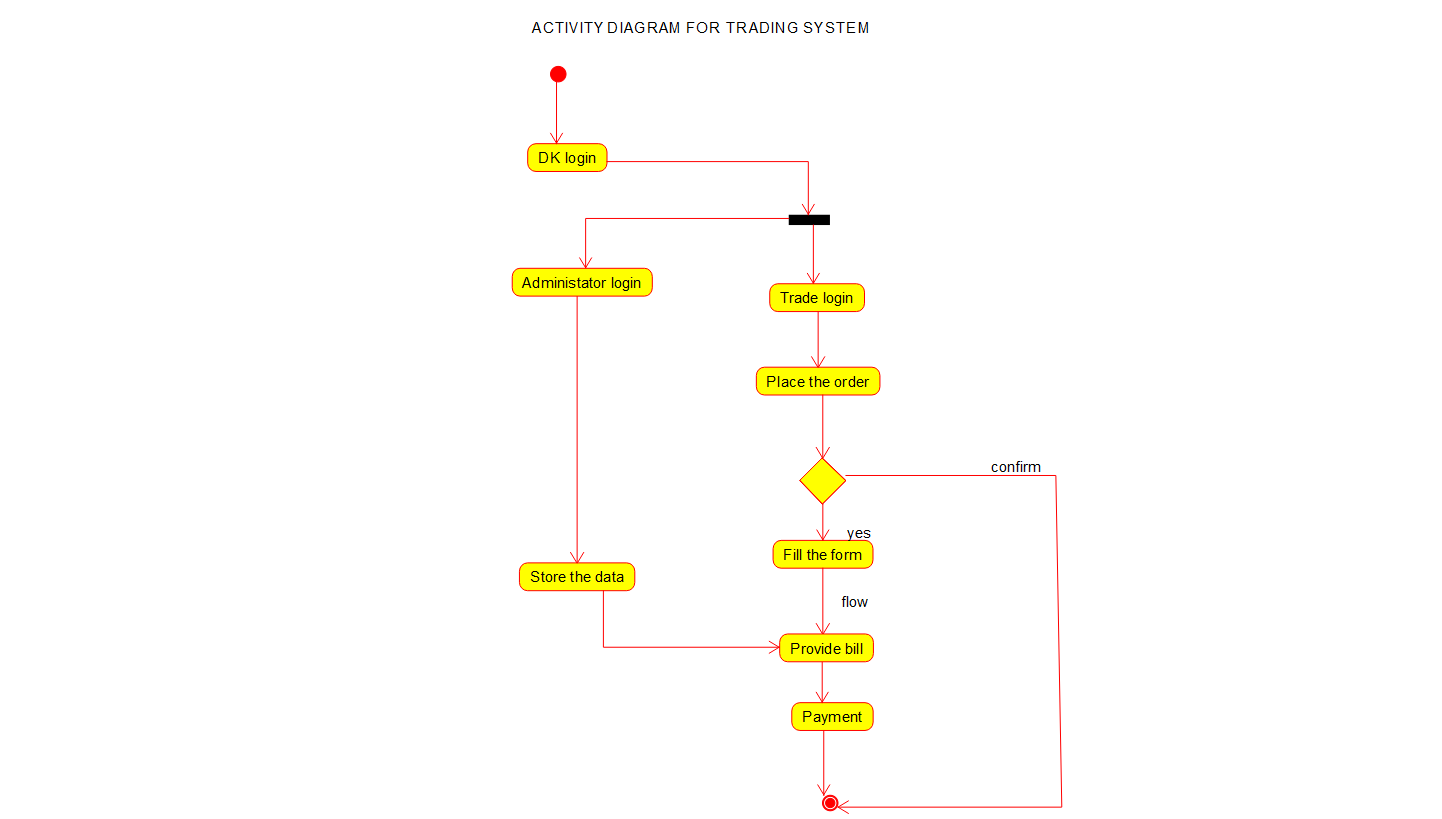 ACTIVITY DIAGRAM FOR TRADING SYSTEM
DK login
Administator login
Trade login
Place the order
confirm
yes
Fill the form
Store the data
flow
Provide bill
Payment